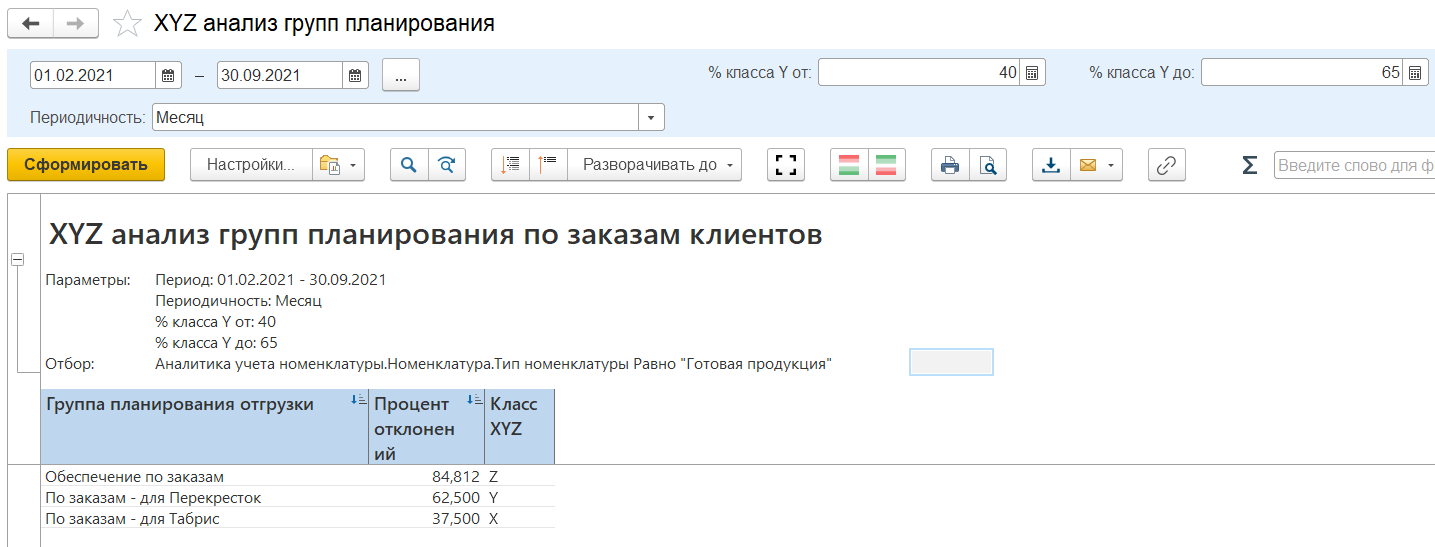 XYZ анализ групп планирования
01.02.2021 – 30.09.2021 ... % класса Y от: 40 % класса Y до: 65
Периодичность: Месяц
Сформировать Настройки... Разворачивать до Σ Введите слово для ф
XYZ анализ групп планирования по заказам клиентов
Параметры: Период: 01.02.2021 - 30.09.2021
Периодичность: Месяц
% класса Y от: 40
% класса Y до: 65
Отбор: Аналитика учета номенклатуры.Номенклатура.Тип номенклатуры Равно "Готовая продукция"
Группа планирования отгрузки Процент Класс
отклонен XYZ
ий
Обеспечение по заказам 84,812 Z
По заказам - для Перекресток 62,500 Y
По заказам - для Табрис 37,500 X